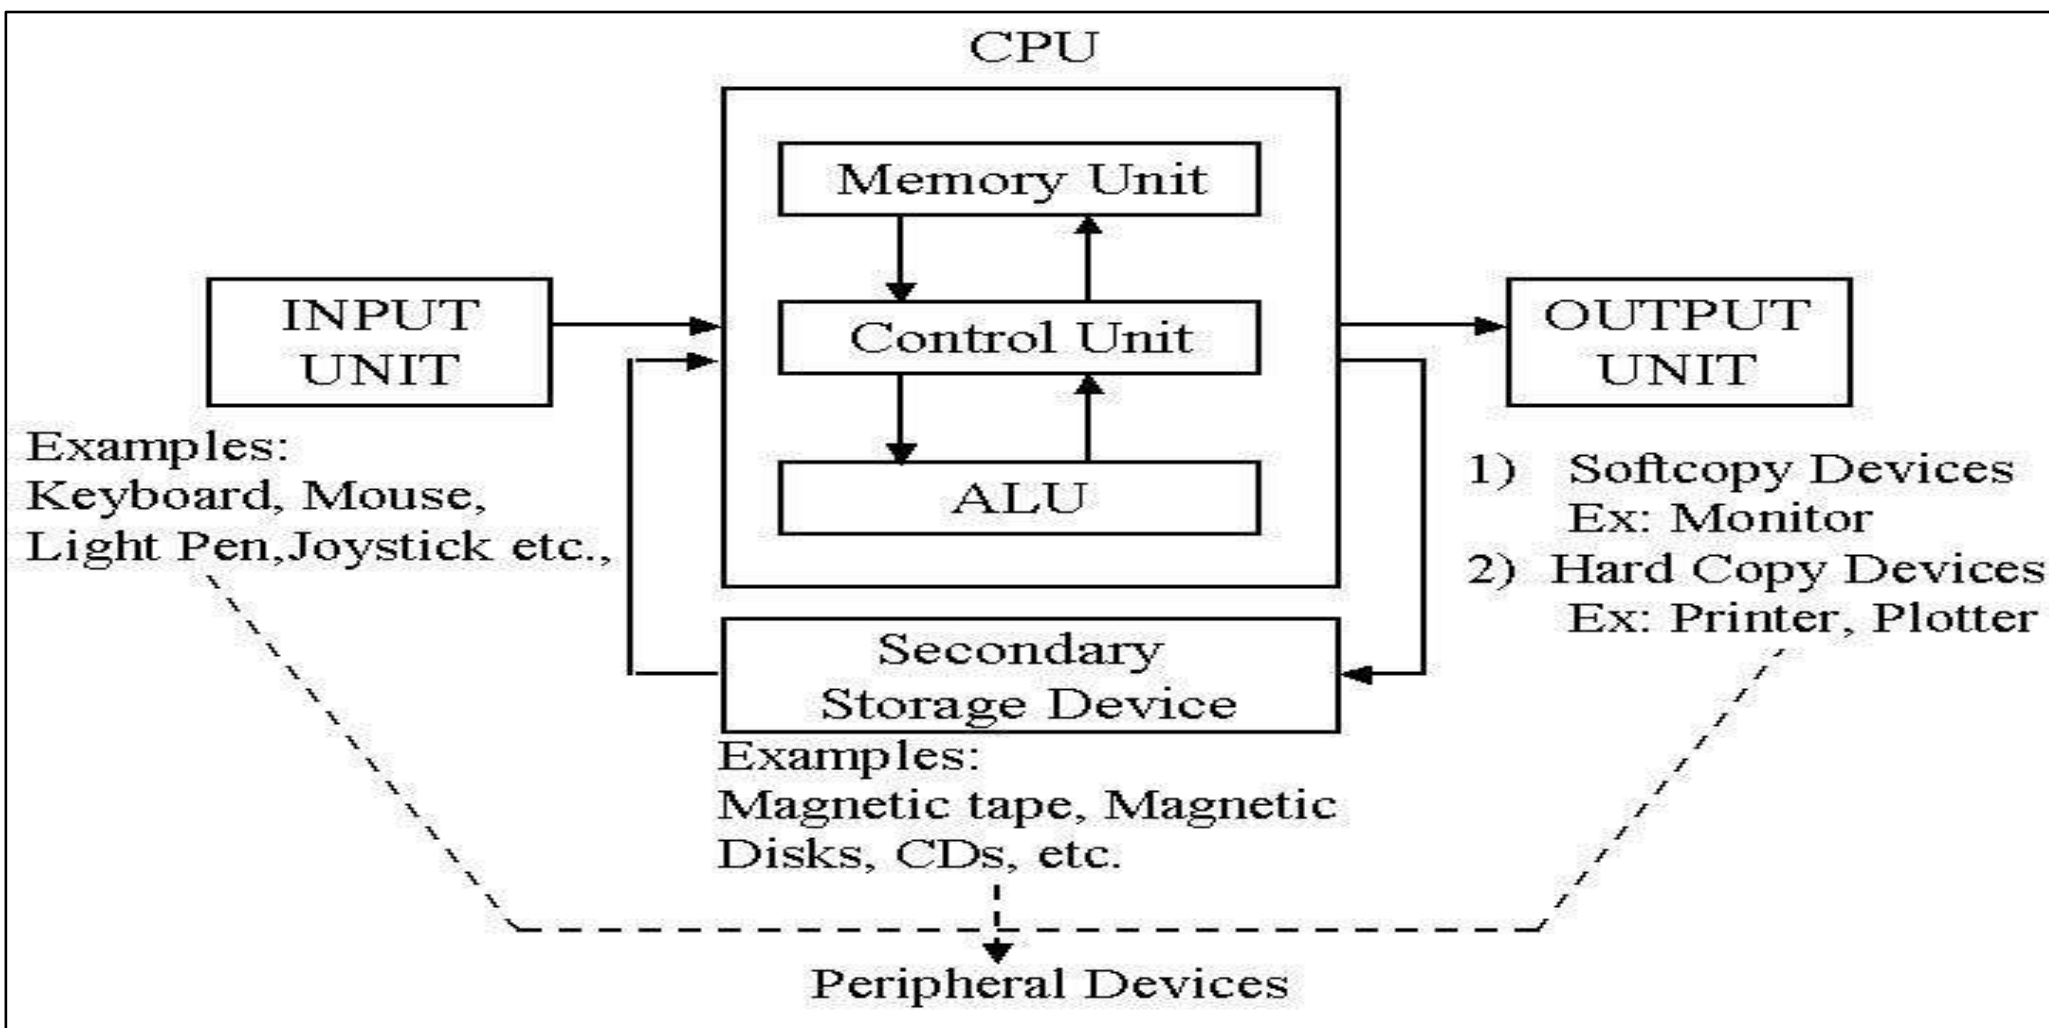 CPU
Memory Unit
Control Unit
ALU
INPUT
UNIT
Examples:
Keyboard, Mouse,
Light Pen,Joystick etc.,
OUTPUT
UNIT
1) Softcopy Devices
Ex: Monitor
2) Hard Copy Devices
Ex: Printer, Plotter
Secondary
Storage Device
Examples:
Magnetic tape, Magnetic
Disks, CDs, etc.
Peripheral Devices